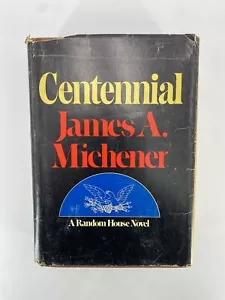 Centennial
James A.
Michener
A Random House Novel